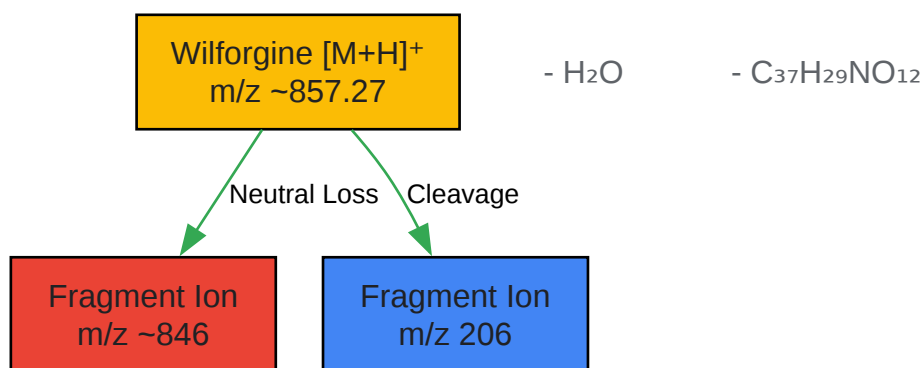 Wilforgine [M+H]⁺
m/z ~857.27
- H₂O
- C₃₇H₂₉NO₁₂
Neutral Loss
Cleavage
Fragment Ion
m/z ~846
Fragment Ion
m/z 206